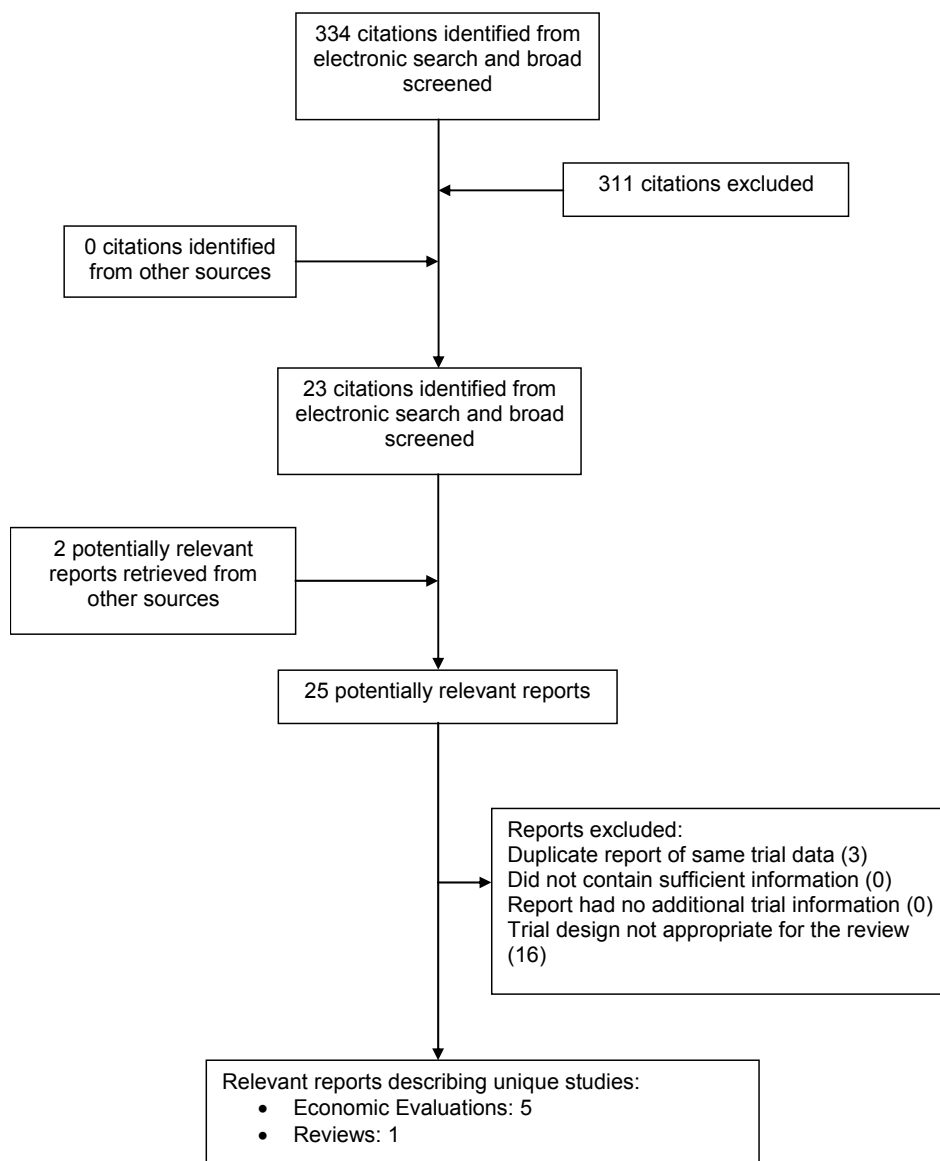 334 citations identified from
electronic search and broad
screened
311 citations excluded
0 citations identified
from other sources
23 citations identified from
electronic search and broad
screened
2 potentially relevant
reports retrieved from
other sources
25 potentially relevant reports
Reports excluded:
Duplicate report of same trial data (3)
Did not contain sufficient information (0)
Report had no additional trial information (0)
Trial design not appropriate for the review
(16)
Relevant reports describing unique studies:
• Economic Evaluations: 5
• Reviews: 1